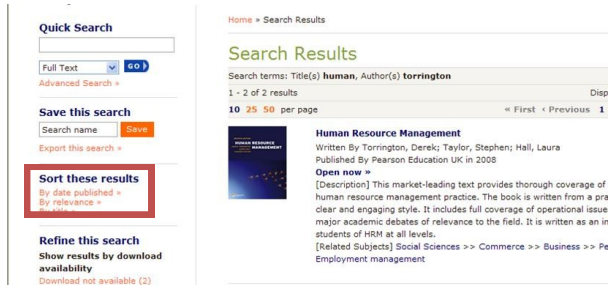 Quick Search
Full Text
GO
Advanced Search »
Save this search
Search name Save
Export this search »
Sort these results
By date published »
By relevance »
By title »
Refine this search
Show results by download
availability
Download not available (2)
Home » Search Results
Search Results
Search terms: Title(s) human, Author(s) torrington
1 - 2 of 2 results Disp
10 25 50 per page « First ‹ Previous 1
HUMAN RESOURCE
MANAGEMENT
Human Resource Management
Written By Torrington, Derek; Taylor, Stephen; Hall, Laura
Published By Pearson Education UK in 2008
Open now »
[Description] This market-leading text provides thorough coverage of
human resource management practice. The book is written from a pra
clear and engaging style. It includes full coverage of operational issue
major academic debates of relevance to the field. It is written as an in
students of HRM at all levels.
[Related Subjects] Social Sciences >> Commerce >> Business >> Pe
Employment management